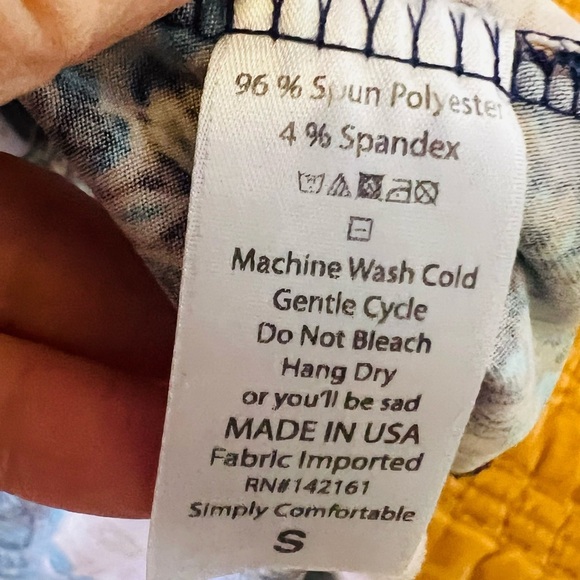 96 % Spun Polyester
4 % Spandex
Machine Wash Cold
Gentle Cycle
Do Not Bleach
Hang Dry
or you'll be sad
MADE IN USA
Fabric Imported
RN#142161
Simply Comfortable
S